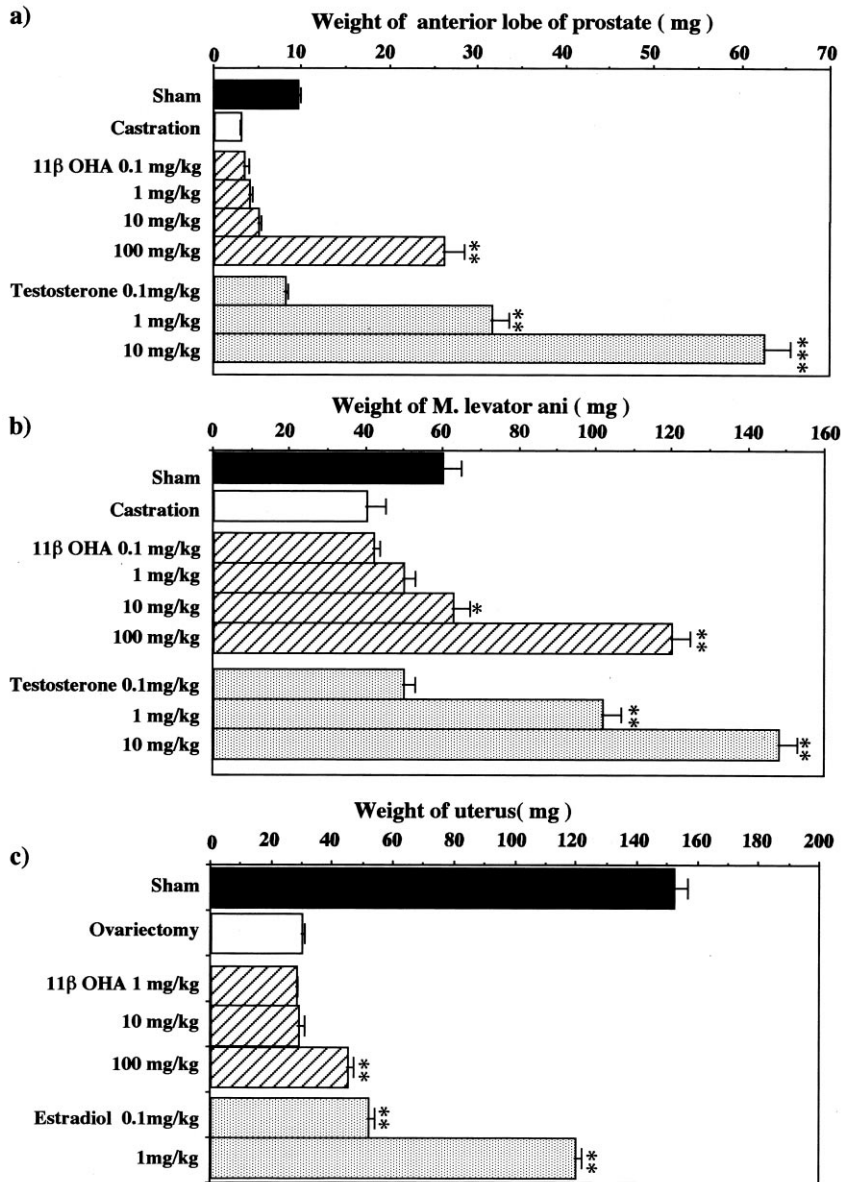 a)
Weight of anterior lobe of prostate ( mg )
0 10 20 30 40 50 60 70
Sham
Castration
11β OHA 0.1 mg/kg
1 mg/kg
10 mg/kg
100 mg/kg
**
Testosterone 0.1mg/kg
1 mg/kg
**
10 mg/kg
***
Weight of M. levator ani ( mg )
b)
0 20 40 60 80 100 120 140 160
Sham
Castration
11β OHA 0.1 mg/kg
1 mg/kg
10 mg/kg
*
100 mg/kg
**
Testosterone 0.1mg/kg
1 mg/kg
**
10 mg/kg
**
Weight of uterus( mg )
c)
0 20 40 60 80 100 120 140 160 180 200
Sham
Ovariectomy
11β OHA 1 mg/kg
10 mg/kg
100 mg/kg
**
Estradiol 0.1mg/kg
**
1mg/kg
**